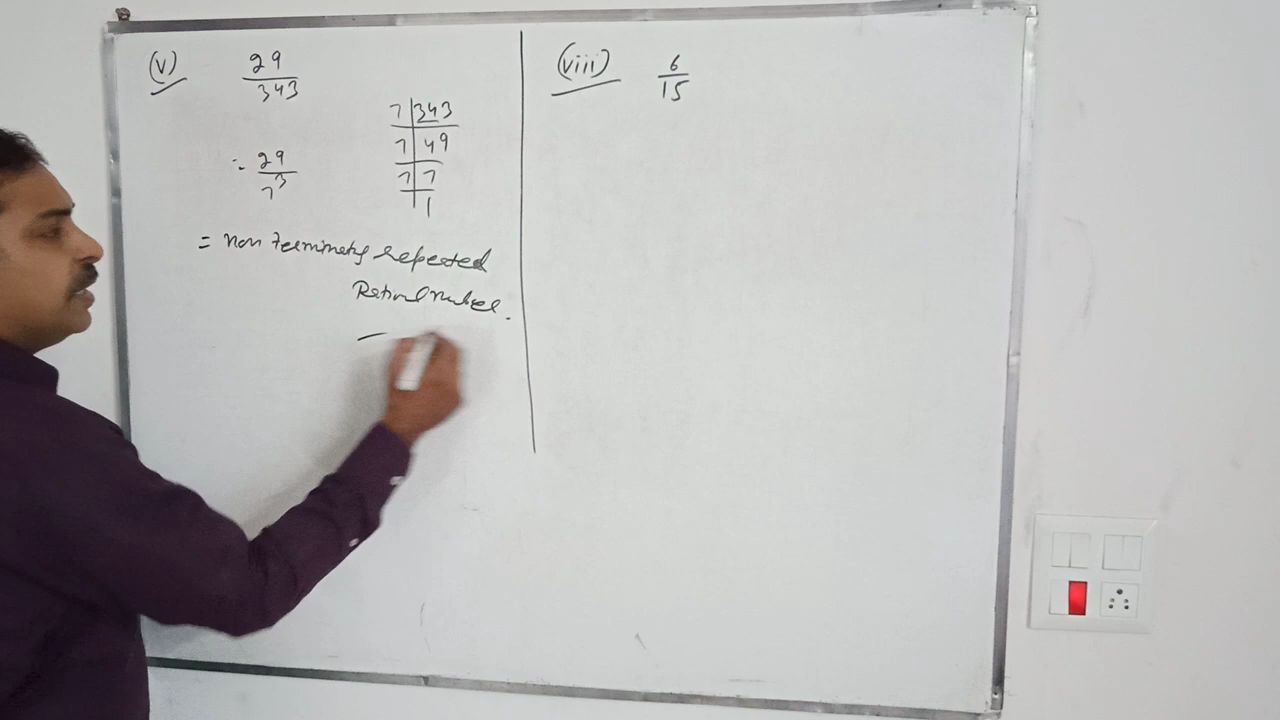 (v) 29/343
7 | 343
7 | 49
7 | 7
1
= 29/7³
= non terminating repeated
Rational number.
(viii) 6/15